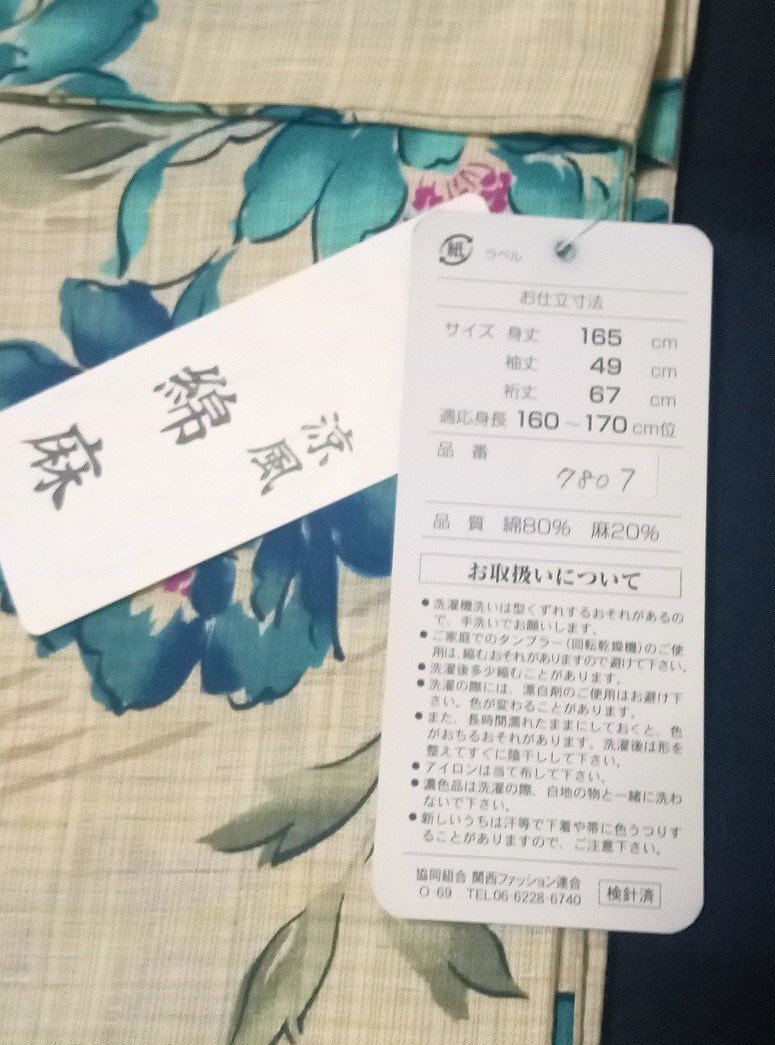 涼風
綿
麻
紙 ラベル
お仕立寸法
サイズ 身丈 165 cm
袖丈 49 cm
裄丈 67 cm
適応身長 160～170cm位
品番
7807
品質 綿80% 麻20%
お取扱いについて
●洗濯機洗いは型くずれするおそれがあるの
で、手洗いでお願いします。
●ご家庭でのタンブラー(回転乾燥機)のご使
用は、縮むおそれがありますので避けて下さい。
●洗濯後多少縮むことがあります。
●洗濯の際には、漂白剤のご使用はお避け下
さい。色が変わることがあります。
●また、長時間濡れたままにしておくと、色
がおちるおそれがあります。洗濯後は形を
整えてすぐに陰干しして下さい。
●アイロンは当て布して下さい。
●濃色品は洗濯の際、白地の物と一緒に洗わ
ないで下さい。
●新しいうちは汗等で下着や帯に色うつりす
ることがありますので、ご注意下さい。
協同組合 関西ファッション連合
O-69 TEL06-6228-6740
検針済